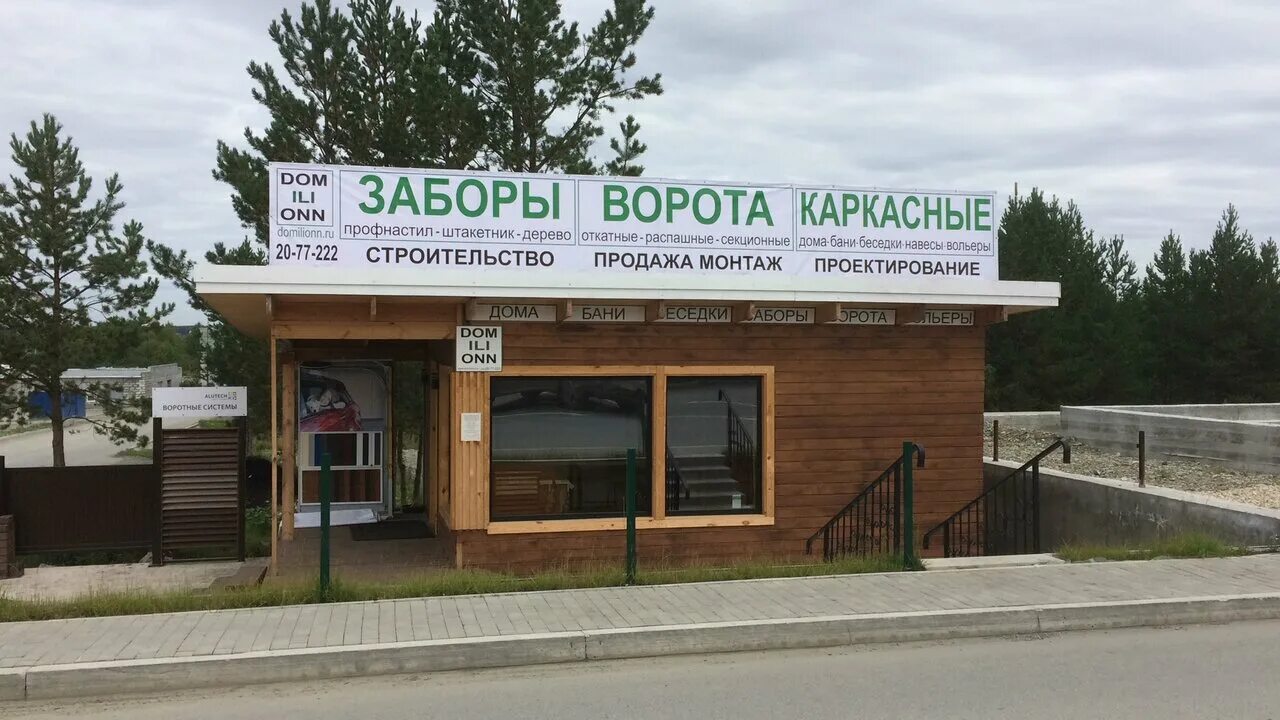 DOM
ILI
ONN
domilionn.ru
20-77-222
ЗАБОРЫ
профнастил - штакетник - дерево
СТРОИТЕЛЬСТВО
ВОРОТА
откатные - распашные - секционные
ПРОДАЖА МОНТАЖ
КАРКАСНЫЕ
дома-бани-беседки-навесы вольеры
ПРОЕКТИРОВАНИЕ
ДОМА
БАНИ
БЕСЕДКИ
ЗАБОРЫ
ВОРОТА
ВОЛЬЕРЫ
DOM
ILI
ONN
ALUTECH
ВОРОТНЫЕ СИСТЕМЫ